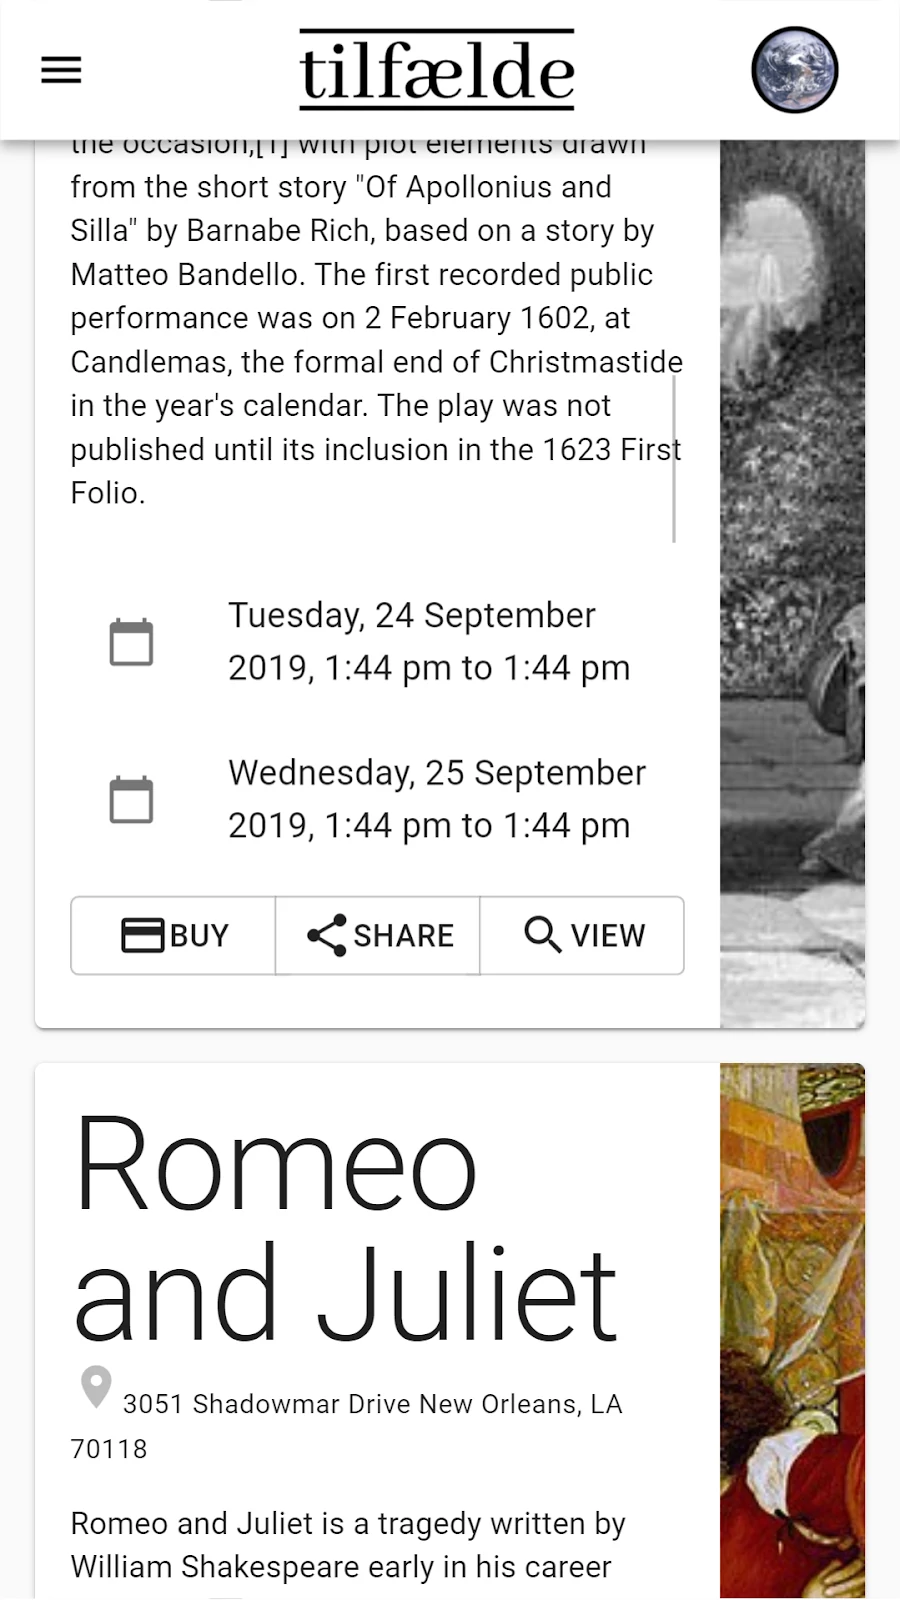 tilfælde
the occasion,[1] with plot elements drawn
from the short story "Of Apollonius and
Silla" by Barnabe Rich, based on a story by
Matteo Bandello. The first recorded public
performance was on 2 February 1602, at
Candlemas, the formal end of Christmastide
in the year's calendar. The play was not
published until its inclusion in the 1623 First
Folio.
Tuesday, 24 September
2019, 1:44 pm to 1:44 pm
Wednesday, 25 September
2019, 1:44 pm to 1:44 pm
BUY SHARE VIEW
Romeo
and Juliet
3051 Shadowmar Drive New Orleans, LA
70118
Romeo and Juliet is a tragedy written by
William Shakespeare early in his career